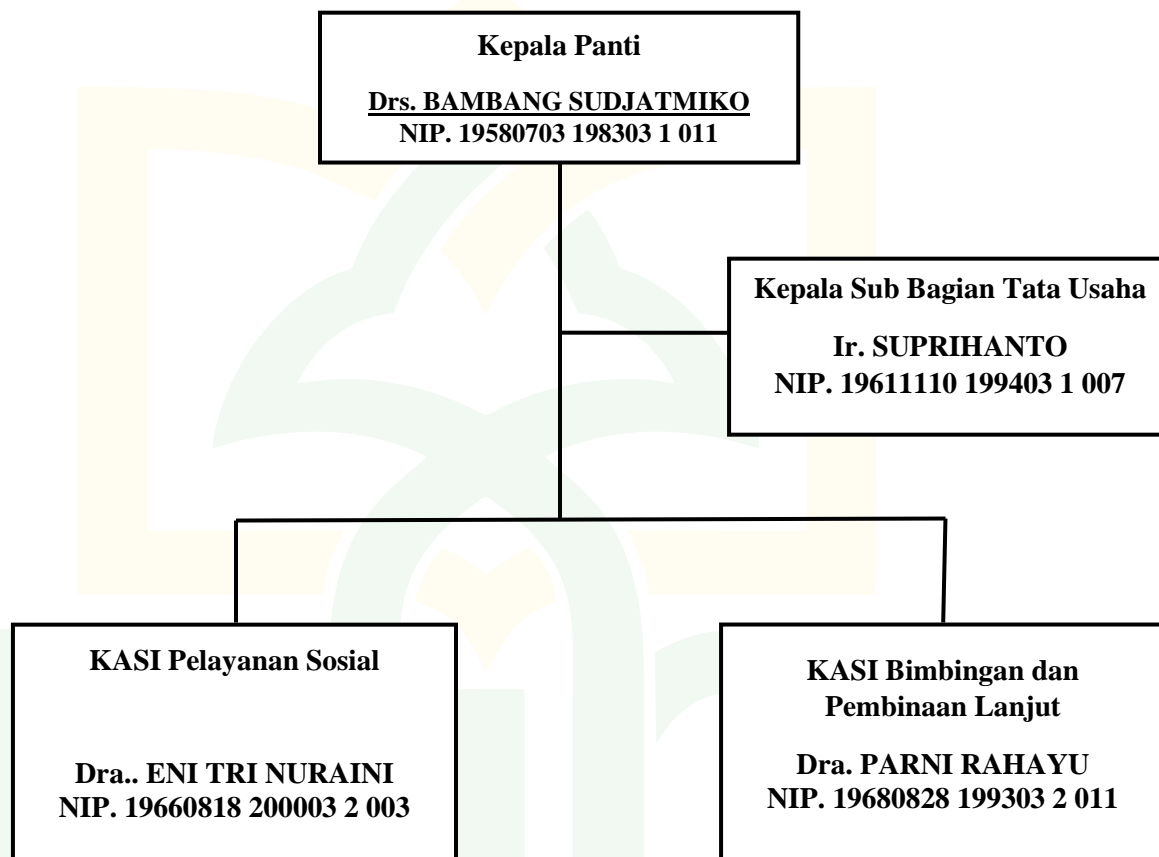 Kepala Panti
Drs. BAMBANG SUDJATMIKO
NIP. 19580703 198303 1 011
Kepala Sub Bagian Tata Usaha
Ir. SUPRIHANTO
NIP. 19611110 199403 1 007
KASI Pelayanan Sosial
Dra.. ENI TRI NURAINI
NIP. 19660818 200003 2 003
KASI Bimbingan dan
Pembinaan Lanjut
Dra. PARNI RAHAYU
NIP. 19680828 199303 2 011